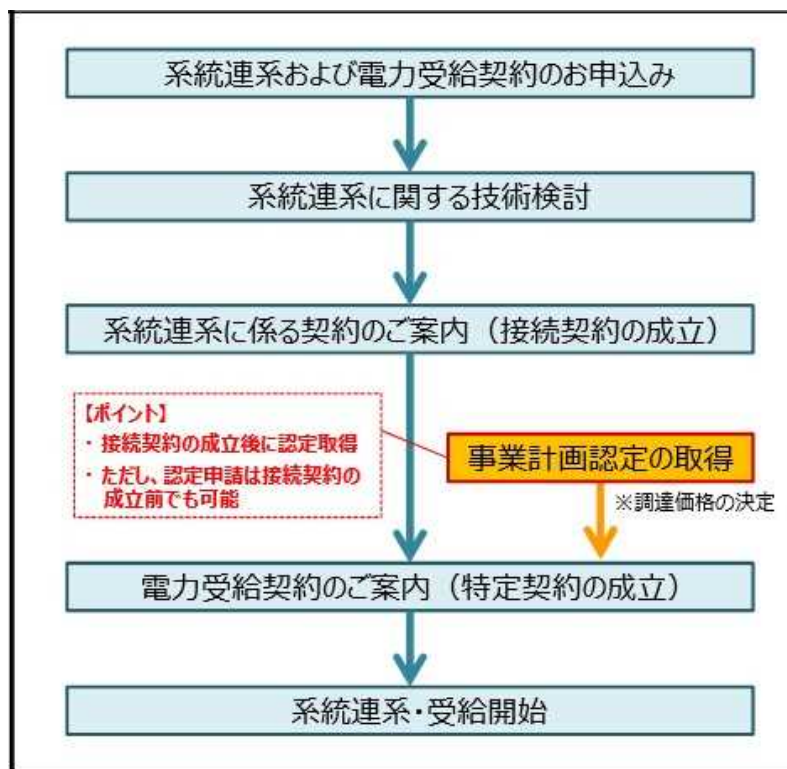 系統連系および電力受給契約のお申込み
系統連系に関する技術検討
系統連系に係る契約のご案内（接続契約の成立）
【ポイント】
・ 接続契約の成立後に認定取得
・ ただし、認定申請は接続契約の
成立前でも可能
事業計画認定の取得
※調達価格の決定
電力受給契約のご案内（特定契約の成立）
系統連系・受給開始